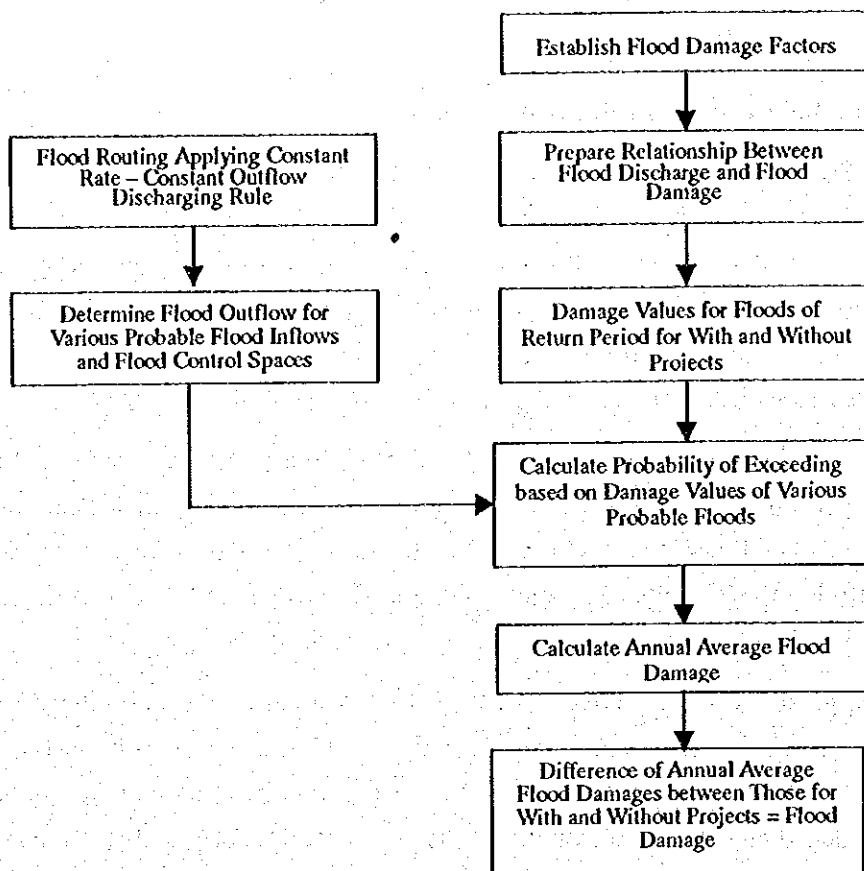 Establish Flood Damage Factors
Flood Routing Applying Constant
Rate – Constant Outflow
Discharging Rule
Prepare Relationship Between
Flood Discharge and Flood
Damage
Determine Flood Outflow for
Various Probable Flood Inflows
and Flood Control Spaces
Damage Values for Floods of
Return Period for With and Without
Projects
Calculate Probability of Exceeding
based on Damage Values of Various
Probable Floods
Calculate Annual Average Flood
Damage
Difference of Annual Average
Flood Damages between Those for
With and Without Projects = Flood
Damage